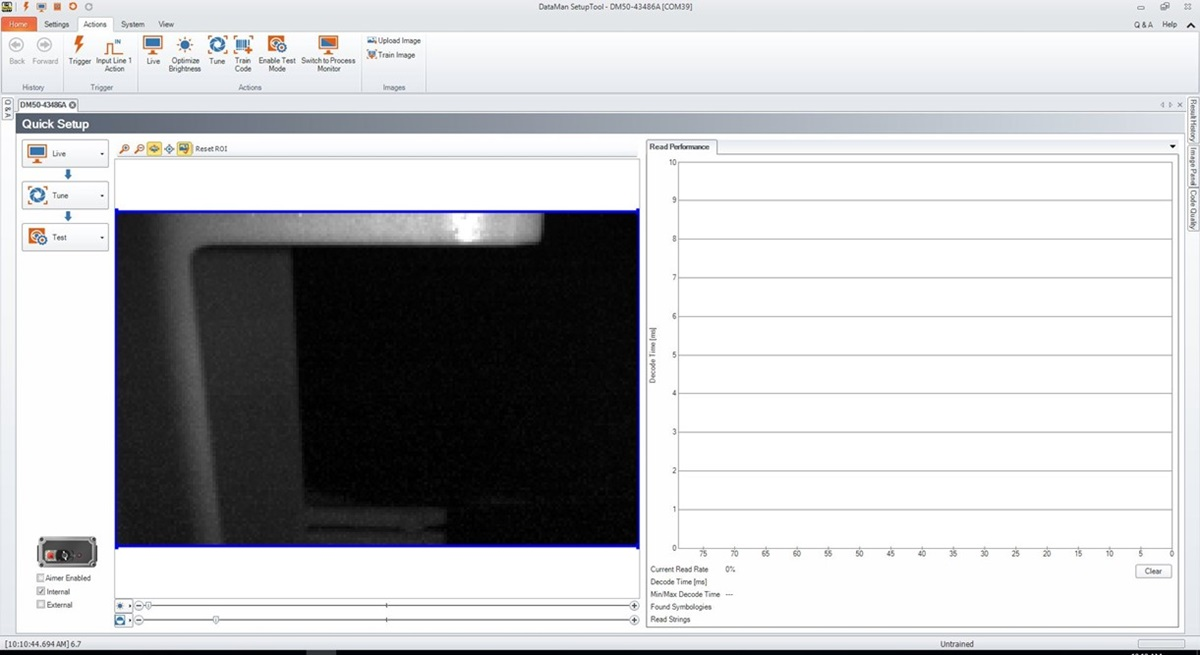 DataMan SetupTool - DM50-43486A [COM39]
Home Settings Actions System View
Q & A Help
Back Forward Trigger Input Line 1 Action Live Optimize Brightness Tune Train Code Enable Test Mode Switch to Process Monitor
IN
Upload Image
Train Image
History Trigger Actions Images
Q & A
DM50-43486A
Result History
Image Panel
Code Quality
Quick Setup
Live
Tune
Test
Reset ROI
Read Performance
10
9
8
7
6
5
4
3
2
1
0
Decode Time [ms]
75 70 65 60 55 50 45 40 35 30 25 20 15 10 5 0
Aimer Enabled
Internal
External
Current Read Rate 0%
Clear
Decode Time [ms]
Min/Max Decode Time ---
Found Symbologies
Read Strings
[10:10:44.694 AM] 6.7
Untrained